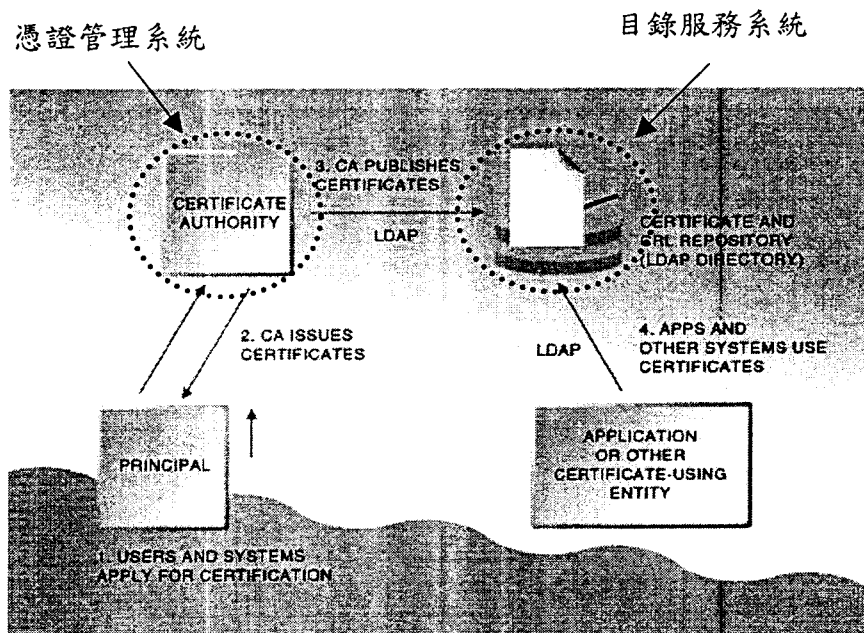 憑證管理系統
目錄服務系統
CERTIFICATE
AUTHORITY
3. CA PUBLISHES
CERTIFICATES
LDAP
CERTIFICATE AND
CRL REPOSITORY
(LDAP DIRECTORY)
2. CA ISSUES
CERTIFICATES
LDAP
4. APPS AND
OTHER SYSTEMS USE
CERTIFICATES
PRINCIPAL
APPLICATION
OR OTHER
CERTIFICATE-USING
ENTITY
1. USERS AND SYSTEMS
APPLY FOR CERTIFICATION